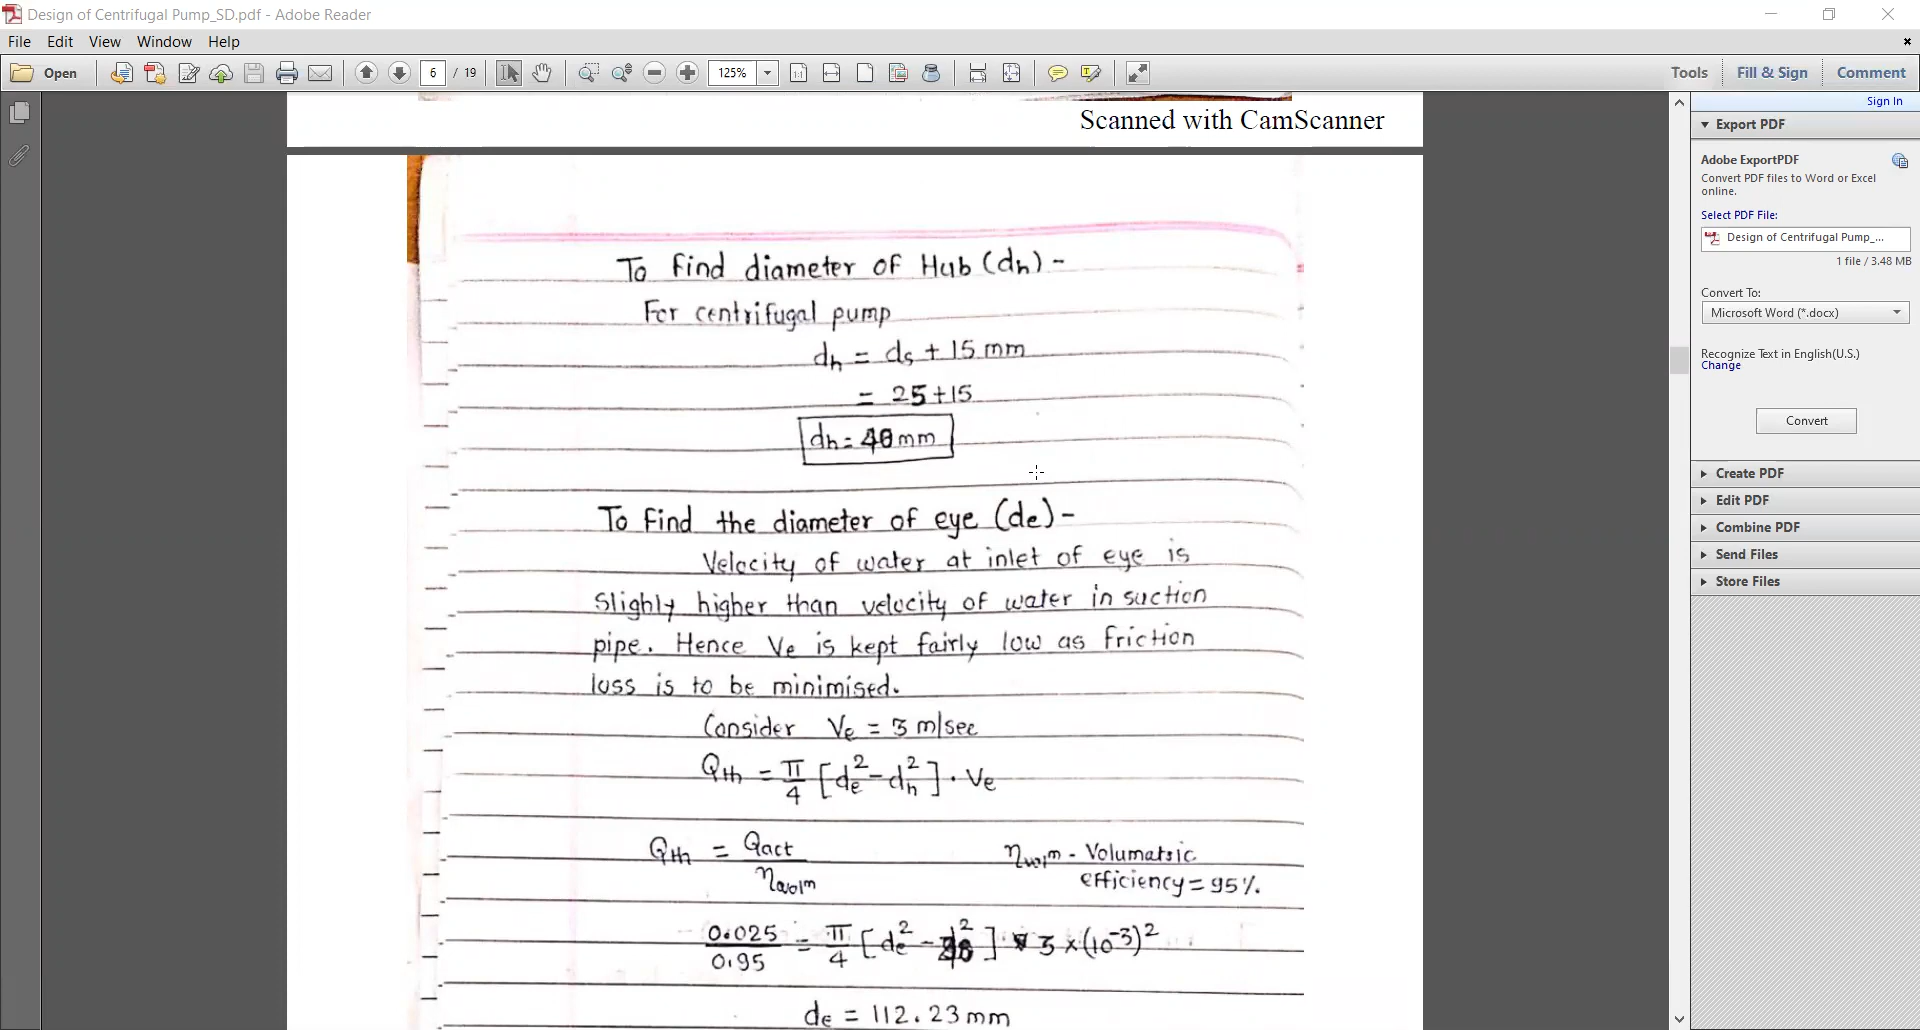 Design of Centrifugal Pump_SD.pdf - Adobe Reader
File Edit View Window Help
Open 6 / 19 125% Tools Fill & Sign Comment
Scanned with CamScanner
To find diameter of Hub (dh) -
For centrifugal pump
dh = ds + 15 mm
= 25+15
dh = 40 mm
To find the diameter of eye (de) -
Velocity of water at inlet of eye is
slighly higher than velocity of water in suction
pipe. Hence Ve is kept fairly low as friction
loss is to be minimised.
Consider Ve = 3 m/sec
Qth = π/4 [de² - dh²] · Ve
Qth = Qact / ηvolm ηvolm - Volumatric
efficiency = 95%.
0.025 / 0.95 = π/4 [de² - ²] 3 × (10⁻³)²
de = 112.23 mm
Sign In
Export PDF
Adobe ExportPDF
Convert PDF files to Word or Excel
online.
Select PDF File:
Design of Centrifugal Pump_...
1 file / 3.48 MB
Convert To:
Microsoft Word (*.docx)
Recognize Text in English(U.S.)
Change
Convert
Create PDF
Edit PDF
Combine PDF
Send Files
Store Files